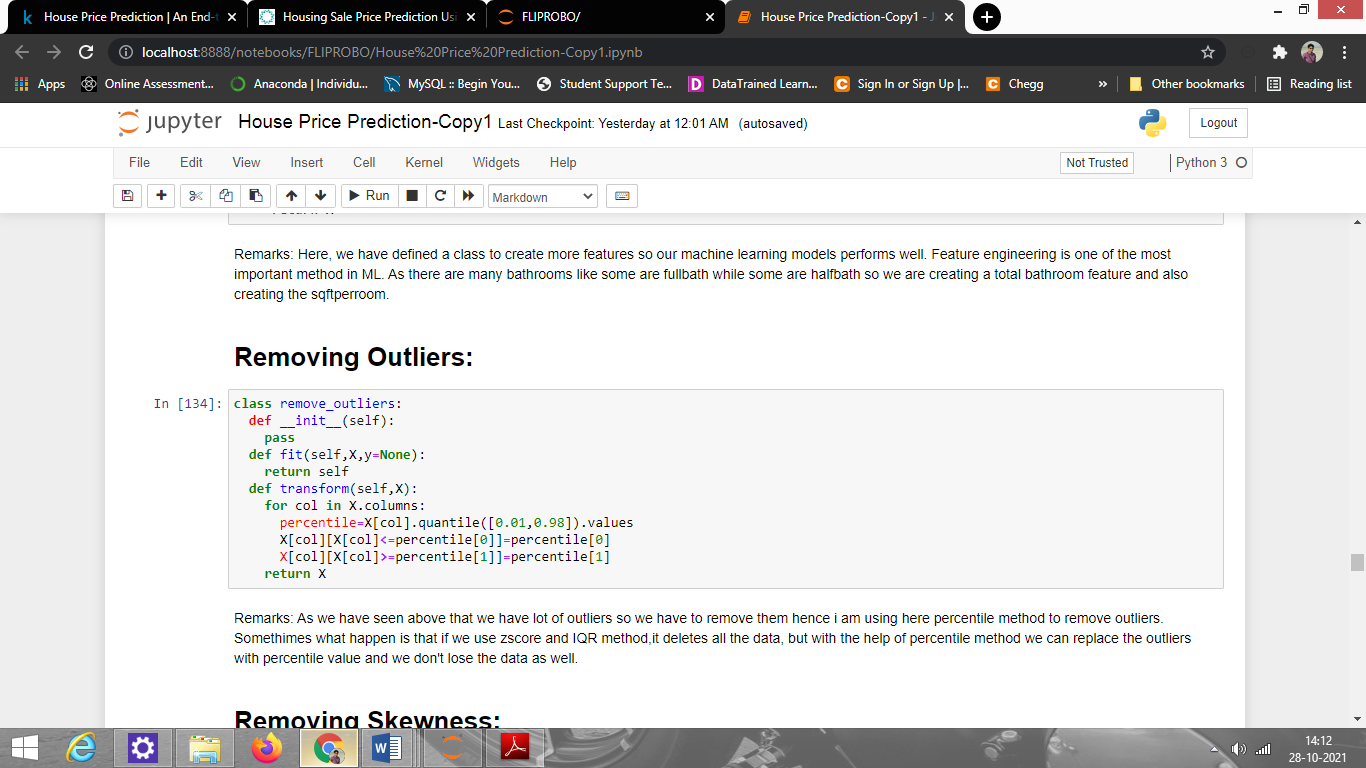 House Price Prediction | An End-t
Housing Sale Price Prediction Usi
FLIPROBO/
House Price Prediction-Copy1 - J
localhost:8888/notebooks/FLIPROBO/House%20Price%20Prediction-Copy1.ipynb
Apps Online Assessment... Anaconda | Individu... MySQL :: Begin You... Student Support Te... DataTrained Learn... Sign In or Sign Up |... Chegg » Other bookmarks Reading list
jupyter House Price Prediction-Copy1 Last Checkpoint: Yesterday at 12:01 AM (autosaved) Logout
File Edit View Insert Cell Kernel Widgets Help Not Trusted Python 3
Run Markdown
Remarks: Here, we have defined a class to create more features so our machine learning models performs well. Feature engineering is one of the most
important method in ML. As there are many bathrooms like some are fullbath while some are halfbath so we are creating a total bathroom feature and also
creating the sqftperroom.
Removing Outliers:
In [134]: class remove_outliers:
def __init__(self):
pass
def fit(self,X,y=None):
return self
def transform(self,X):
for col in X.columns:
percentile=X[col].quantile([0.01,0.98]).values
X[col][X[col]<=percentile[0]]=percentile[0]
X[col][X[col]>=percentile[1]]=percentile[1]
return X
Remarks: As we have seen above that we have lot of outliers so we have to remove them hence i am using here percentile method to remove outliers.
Somethimes what happen is that if we use zscore and IQR method,it deletes all the data, but with the help of percentile method we can replace the outliers
with percentile value and we don't lose the data as well.
Removing Skewness:
14:12
28-10-2021